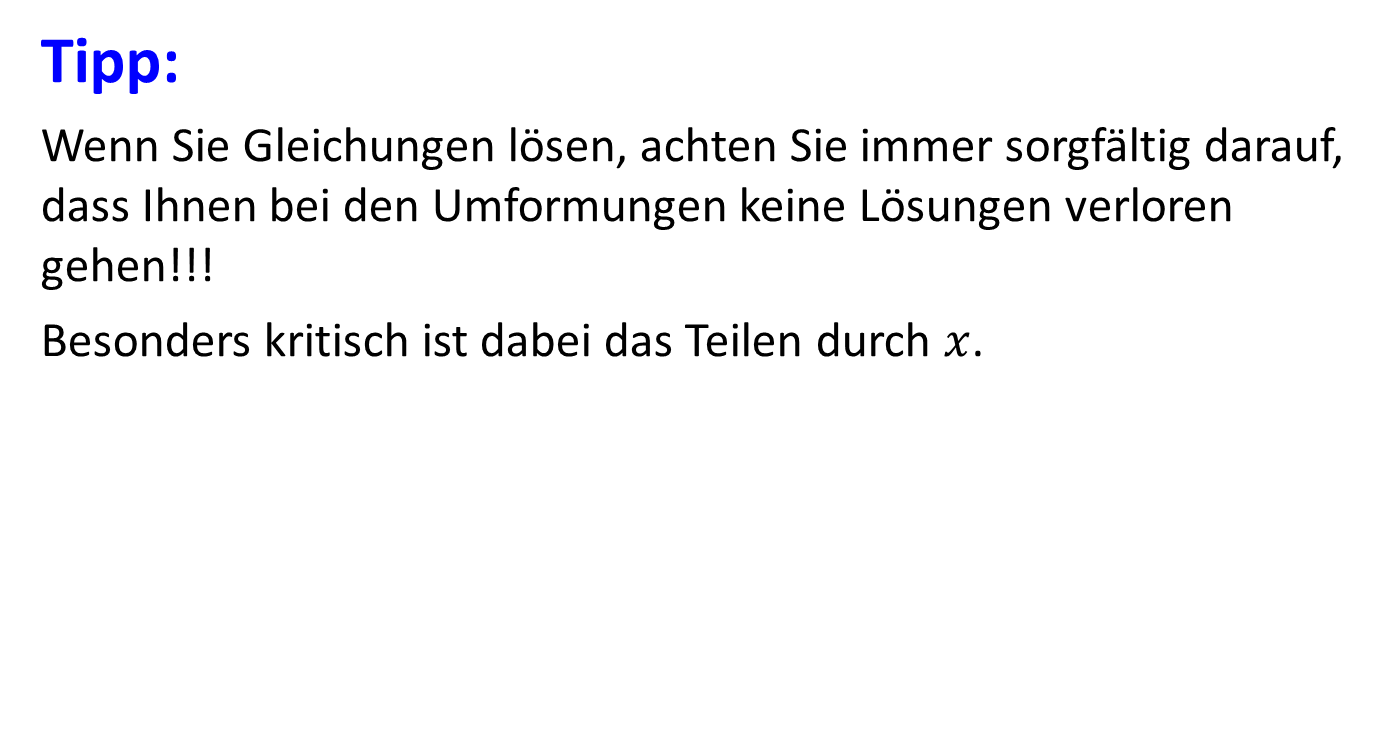 Tipp:
Wenn Sie Gleichungen lösen, achten Sie immer sorgfältig darauf,
dass Ihnen bei den Umformungen keine Lösungen verloren
gehen!!!
Besonders kritisch ist dabei das Teilen durch x.